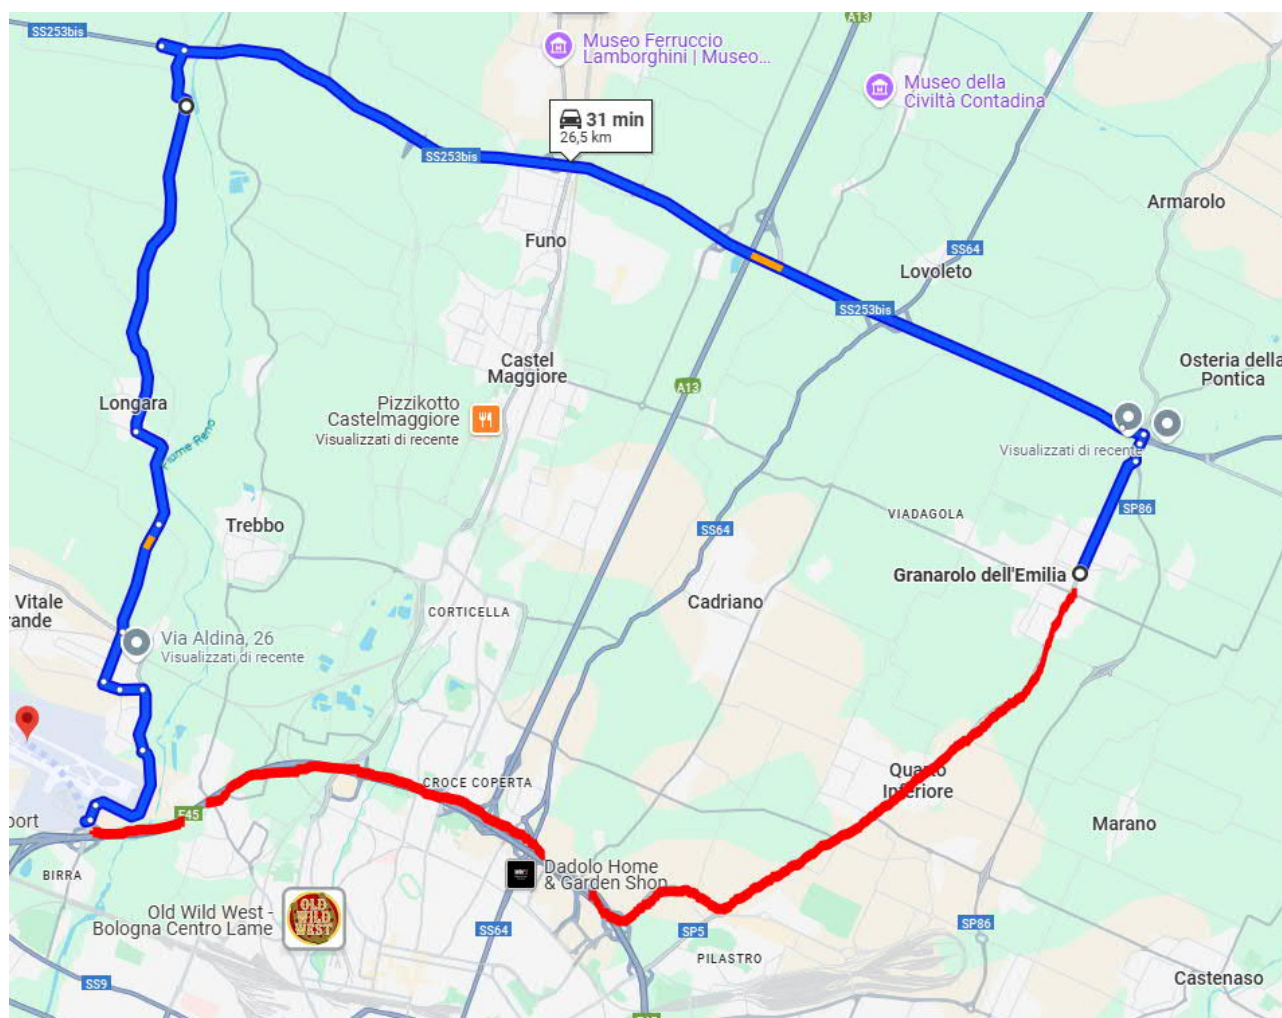 SS253bis
A13
Museo Ferruccio
Lamborghini | Museo...
Museo della
Civiltà Contadina
31 min
26,5 km
SS253bis
Armarolo
Funo
SS64
Lovoleto
SS253bis
Castel
Maggiore
Osteria della
Pontica
A13
Longara
Pizzikotto
Castelmaggiore
Visualizzati di recente
Fiume Reno
Visualizzati di recente
SP86
VIADAGOLA
Trebbo
SS64
Granarolo dell'Emilia
Vitale
rande
CORTICELLA
Cadriano
Via Aldina, 26
Visualizzati di recente
CROCE COPERTA
Quarto
Inferiore
E45
port
Marano
BIRRA
Dadolo Home
& Garden Shop
OLD
WILD
WEST
Old Wild West -
Bologna Centro Lame
SS64
SP5
SP86
PILASTRO
SS9
Castenaso